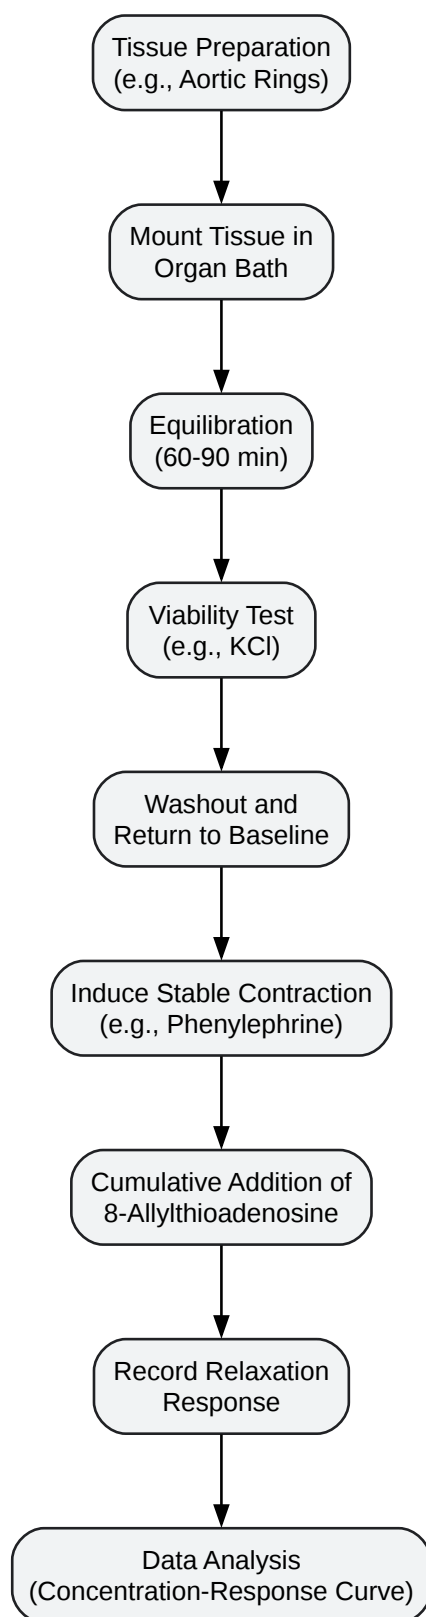 Tissue Preparation
(e.g., Aortic Rings)
Mount Tissue in
Organ Bath
Equilibration
(60-90 min)
Viability Test
(e.g., KCl)
Washout and
Return to Baseline
Induce Stable Contraction
(e.g., Phenylephrine)
Cumulative Addition of
8-Allylthioadenosine
Record Relaxation
Response
Data Analysis
(Concentration-Response Curve)